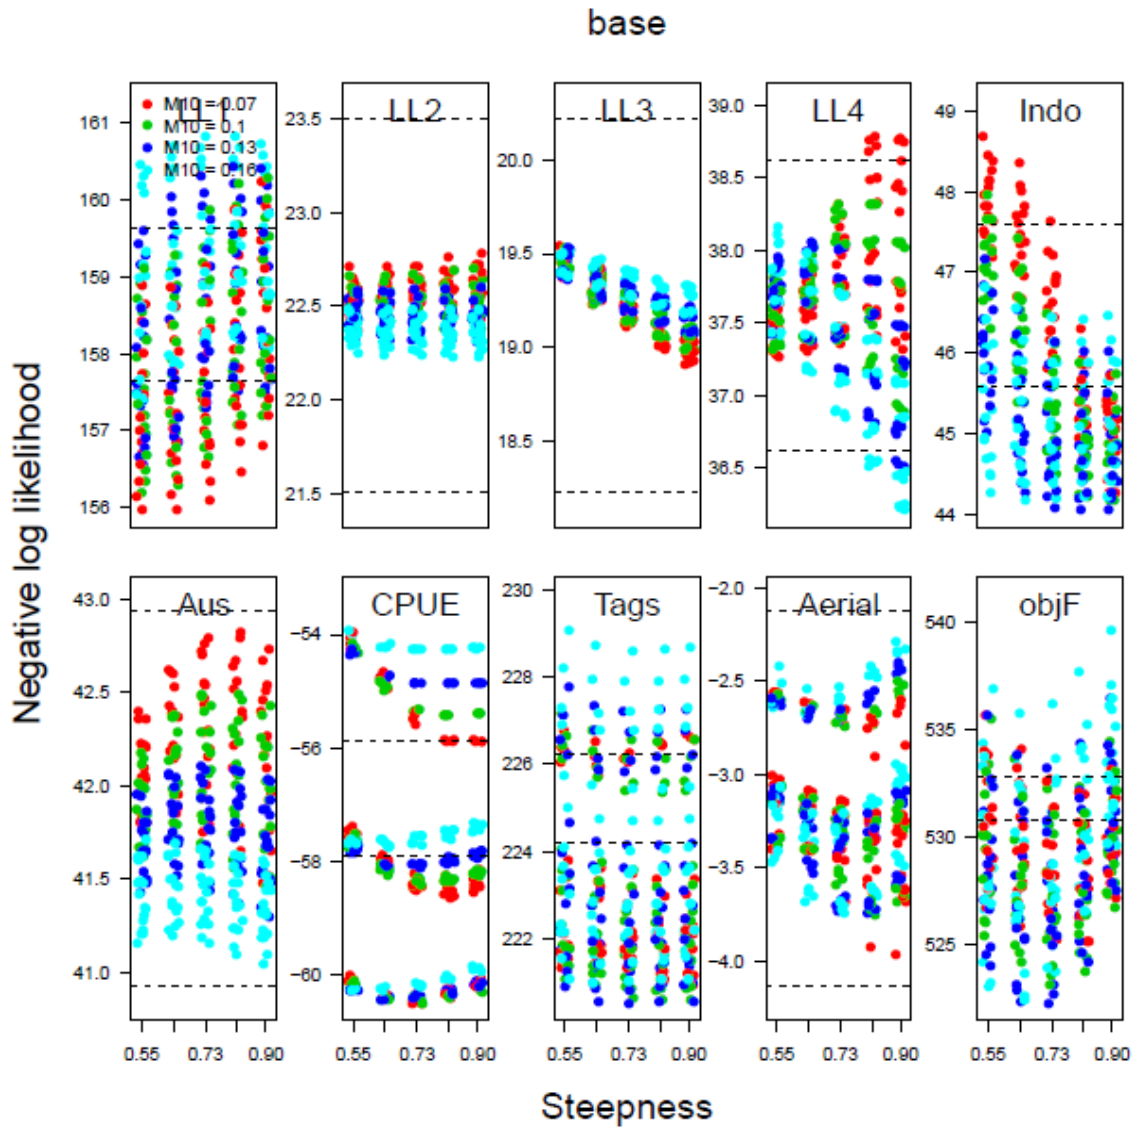 base
Negative log likelihood
LL1
M10 = 0.07
M10 = 0.1
M10 = 0.13
M10 = 0.16
161
160
159
158
157
156
LL2
23.5
23.0
22.5
22.0
21.5
LL3
20.0
19.5
19.0
18.5
LL4
39.0
38.5
38.0
37.5
37.0
36.5
Indo
49
48
47
46
45
44
Aus
43.0
42.5
42.0
41.5
41.0
0.55 0.73 0.90
CPUE
−54
−56
−58
−60
0.55 0.73 0.90
Tags
230
228
226
224
222
0.55 0.73 0.90
Aerial
−2.0
−2.5
−3.0
−3.5
−4.0
0.55 0.73 0.90
objF
540
535
530
525
0.55 0.73 0.90
Steepness